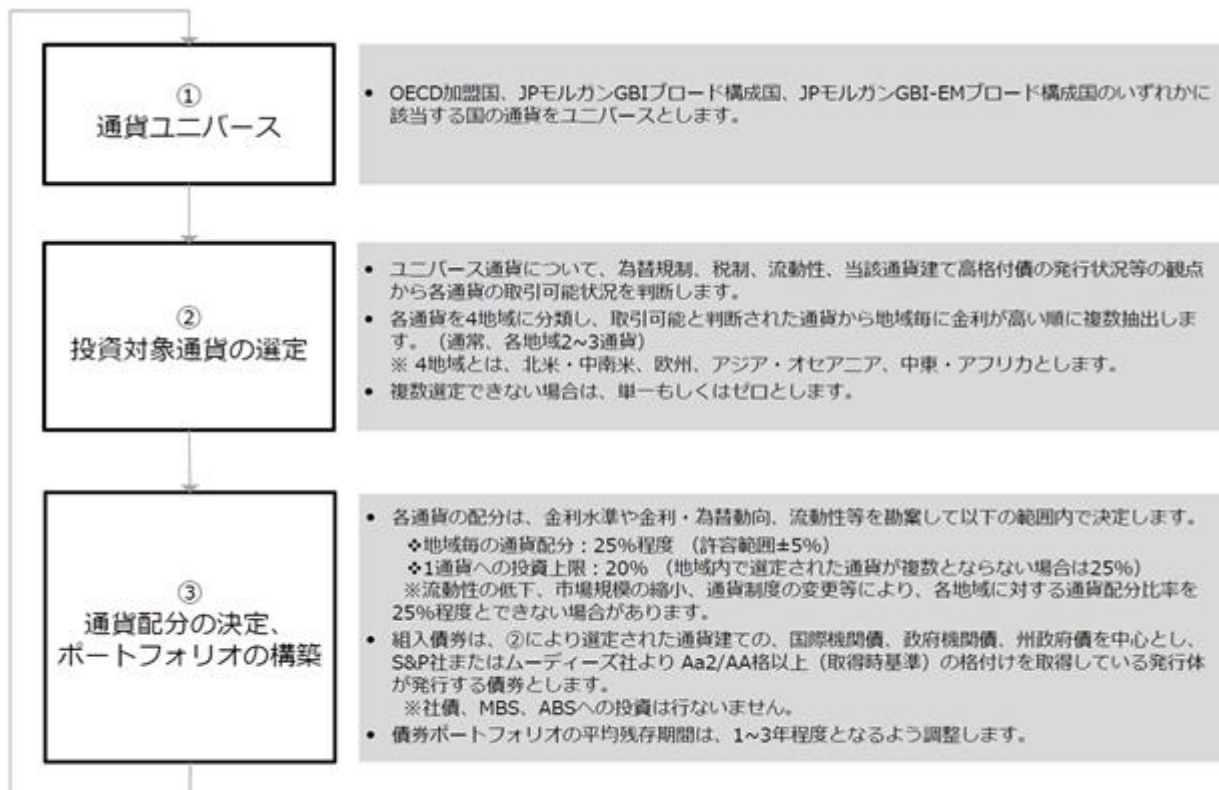 ①
通貨ユニバース
• OECD加盟国、JPモルガンGBIブロード構成国、JPモルガンGBI-EMブロード構成国のいずれかに
該当する国の通貨をユニバースとします。
②
投資対象通貨の選定
• ユニバース通貨について、為替規制、税制、流動性、当該通貨建て高格付債の発行状況等の観点
から各通貨の取引可能状況を判断します。
• 各通貨を4地域に分類し、取引可能と判断された通貨から地域毎に金利が高い順に複数抽出しま
す。（通常、各地域2~3通貨）
※ 4地域とは、北米・中南米、欧州、アジア・オセアニア、中東・アフリカとします。
• 複数選定できない場合は、単一もしくはゼロとします。
③
通貨配分の決定、
ポートフォリオの構築
• 各通貨の配分は、金利水準や金利・為替動向、流動性等を勘案して以下の範囲内で決定します。
❖地域毎の通貨配分：25%程度 （許容範囲±5%）
❖1通貨への投資上限：20% （地域内で選定された通貨が複数とならない場合は25%）
※流動性の低下、市場規模の縮小、通貨制度の変更等により、各地域に対する通貨配分比率を
25%程度とできない場合があります。
• 組入債券は、②により選定された通貨建ての、国際機関債、政府機関債、州政府債を中心とし、
S&P社またはムーディーズ社より Aa2/AA格以上（取得時基準）の格付けを取得している発行体
が発行する債券とします。
※社債、MBS、ABSへの投資は行ないません。
• 債券ポートフォリオの平均残存期間は、1~3年程度となるよう調整します。